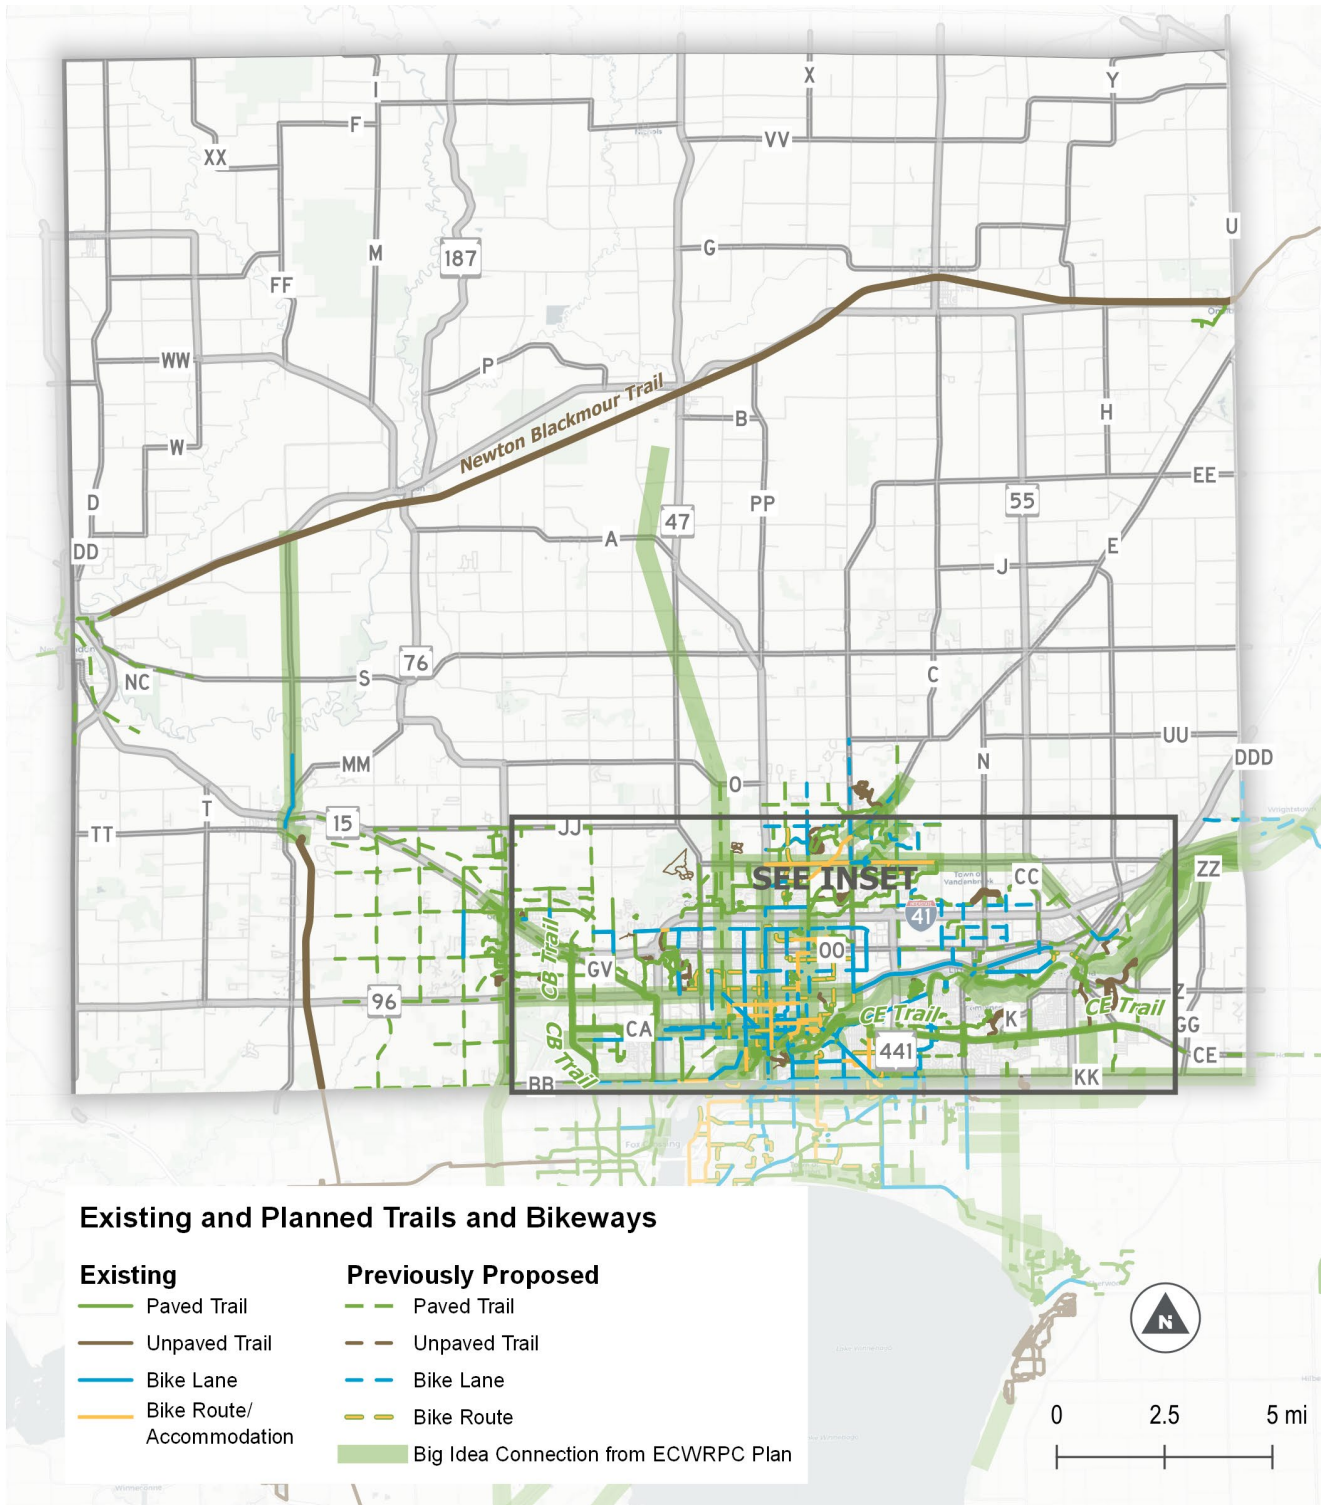 X
Y
I
F
VV
XX
U
M
G
187
FF
WW
P
Newton Blackmour Trail
B
H
W
EE
D
PP
55
47
A
E
DD
J
76
S
C
NC
UU
N
DDD
MM
O
T
15
TT
JJ
ZZ
CC
SEE INSET
Town of
Vandenbroek
41
OO
CB Trail
GV
Z
96
CE Trail
CE Trail
K
CA
GG
CB Trail
441
CE
BB
KK
Existing and Planned Trails and Bikeways
Existing
Previously Proposed
Paved Trail
Paved Trail
Unpaved Trail
Unpaved Trail
Bike Lane
Bike Lane
Bike Route/
Accommodation
Bike Route
Big Idea Connection from ECWRPC Plan
N
0 2.5 5 mi